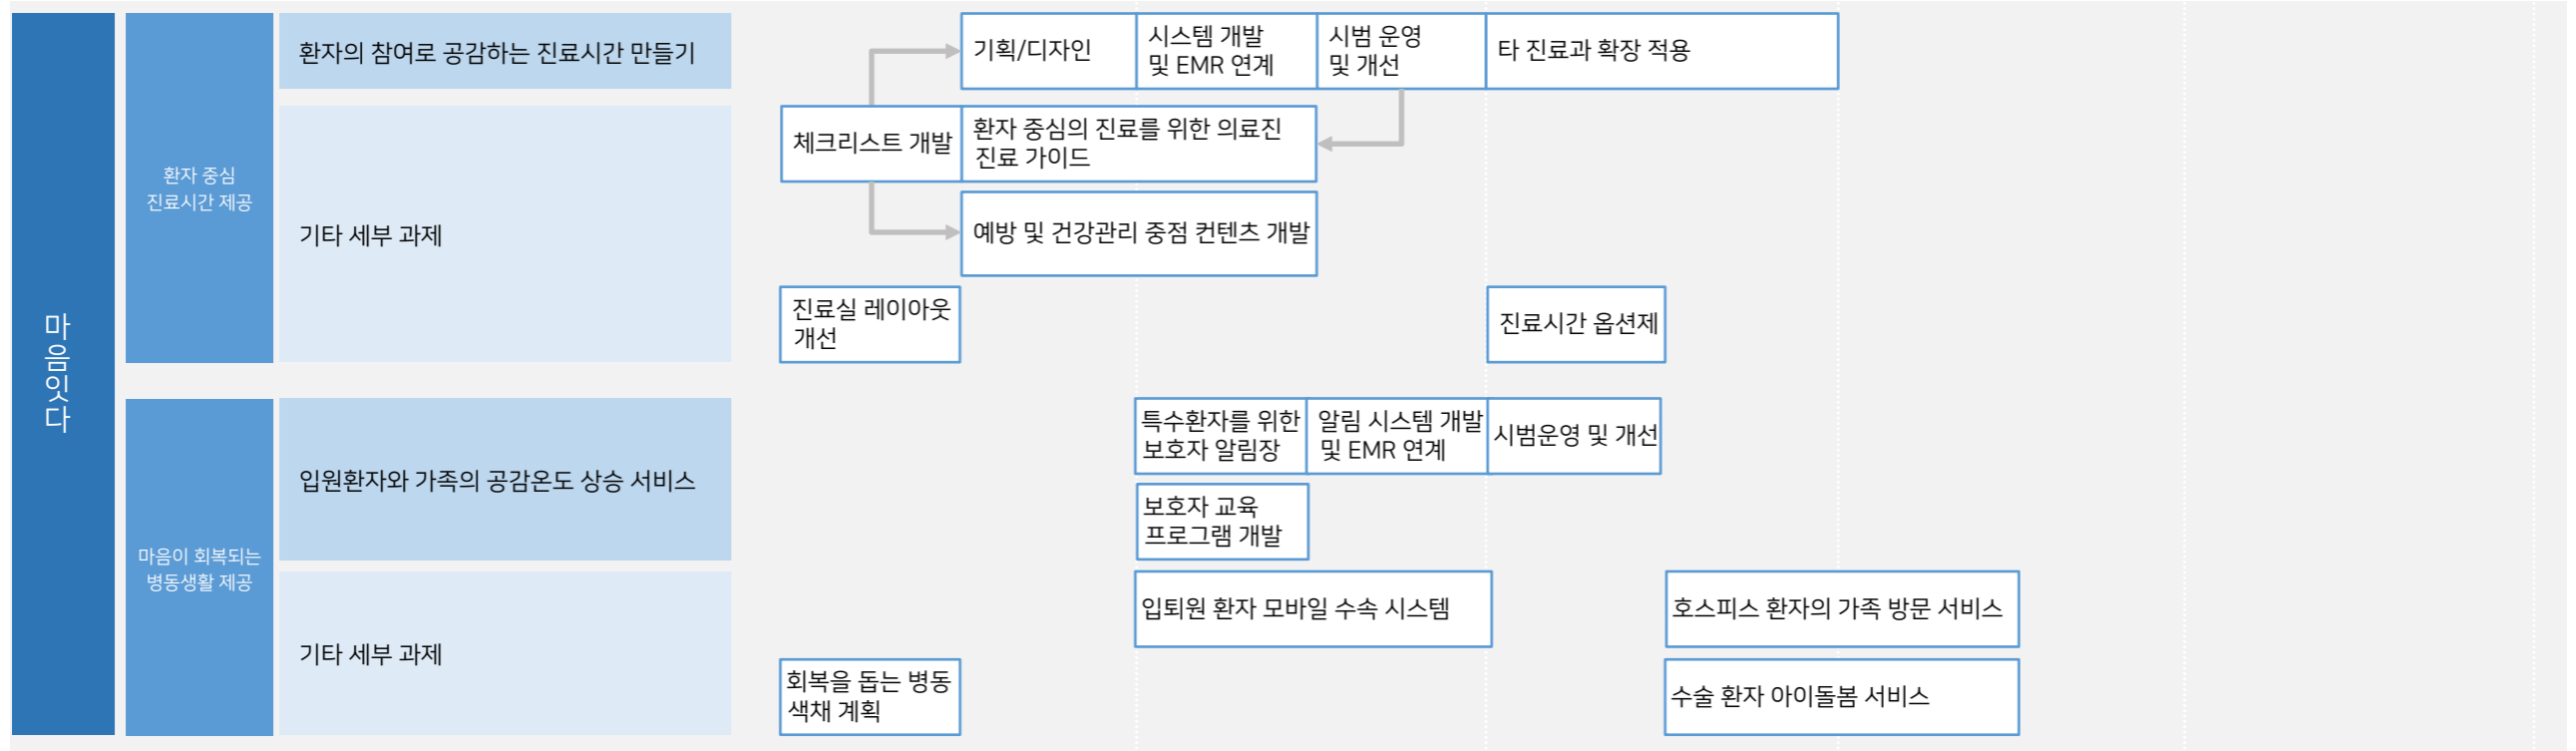 마음잇다
환자 중심
진료시간 제공
환자의 참여로 공감하는 진료시간 만들기
기획/디자인
시스템 개발
및 EMR 연계
시범 운영
및 개선
타 진료과 확장 적용
기타 세부 과제
체크리스트 개발
환자 중심의 진료를 위한 의료진
진료 가이드
예방 및 건강관리 중점 컨텐츠 개발
진료실 레이아웃
개선
진료시간 옵션제
마음이 회복되는
병동생활 제공
입원환자와 가족의 공감온도 상승 서비스
특수환자를 위한
보호자 알림장
알림 시스템 개발
및 EMR 연계
시범운영 및 개선
보호자 교육
프로그램 개발
기타 세부 과제
입퇴원 환자 모바일 수속 시스템
호스피스 환자의 가족 방문 서비스
회복을 돕는 병동
색채 계획
수술 환자 아이돌봄 서비스